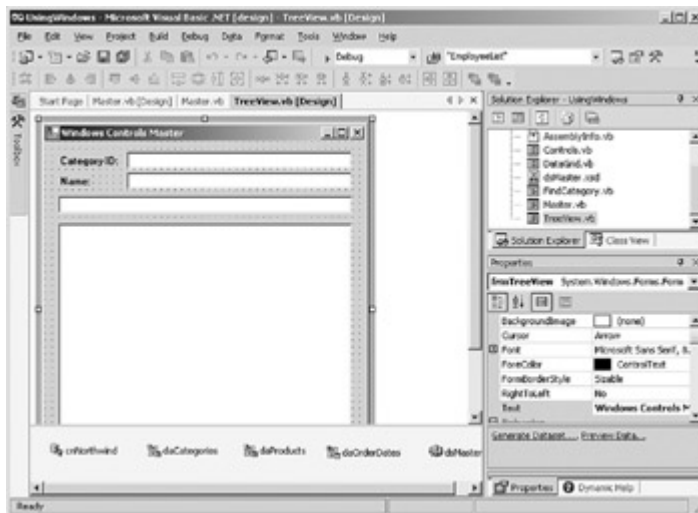 UsingWindows - Microsoft Visual Basic .NET [design] - TreeView.vb [Design]
File Edit View Project Build Debug Data Format Tools Window Help
Debug "EmployeeList"
Start Page Master.vb [Design] Master.vb TreeView.vb [Design]
Toolbox
Windows Controls Master
CategoryID:
Name:
cnNorthwind daCategories daProducts daOrderDates dsMaster
Solution Explorer - UsingWindows
AssemblyInfo.vb
Controls.vb
DataGrid.vb
dsMaster.xsd
FindCategory.vb
Master.vb
TreeView.vb
Solution Explorer Class View
Properties
frmTreeView System.Windows.Forms.Form
BackgroundImage (none)
Cursor Arrow
Font Microsoft Sans Serif, 8.
ForeColor ControlText
FormBorderStyle Sizable
RightToLeft No
Text Windows Controls M
Generate Dataset..., Preview Data...
Properties Dynamic Help
Ready